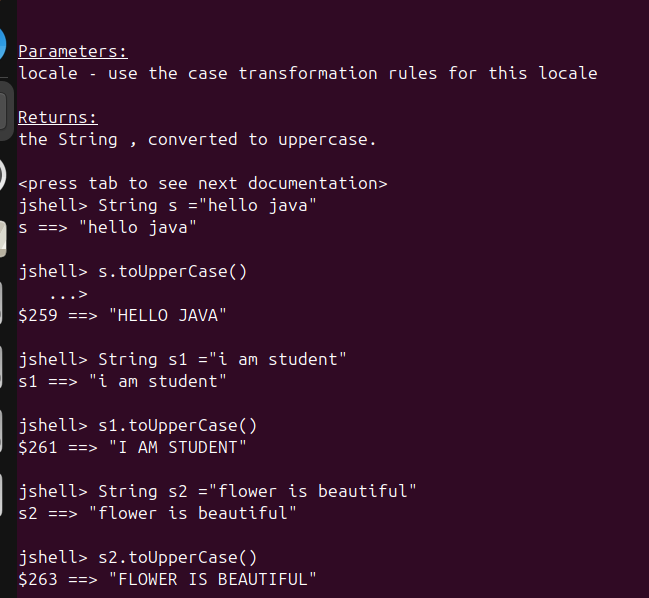 Parameters:
locale - use the case transformation rules for this locale
Returns:
the String , converted to uppercase.
<press tab to see next documentation>
jshell> String s ="hello java"
s ==> "hello java"
jshell> s.toUpperCase()
   ...>
$259 ==> "HELLO JAVA"
jshell> String s1 ="i am student"
s1 ==> "i am student"
jshell> s1.toUpperCase()
$261 ==> "I AM STUDENT"
jshell> String s2 ="flower is beautiful"
s2 ==> "flower is beautiful"
jshell> s2.toUpperCase()
$263 ==> "FLOWER IS BEAUTIFUL"